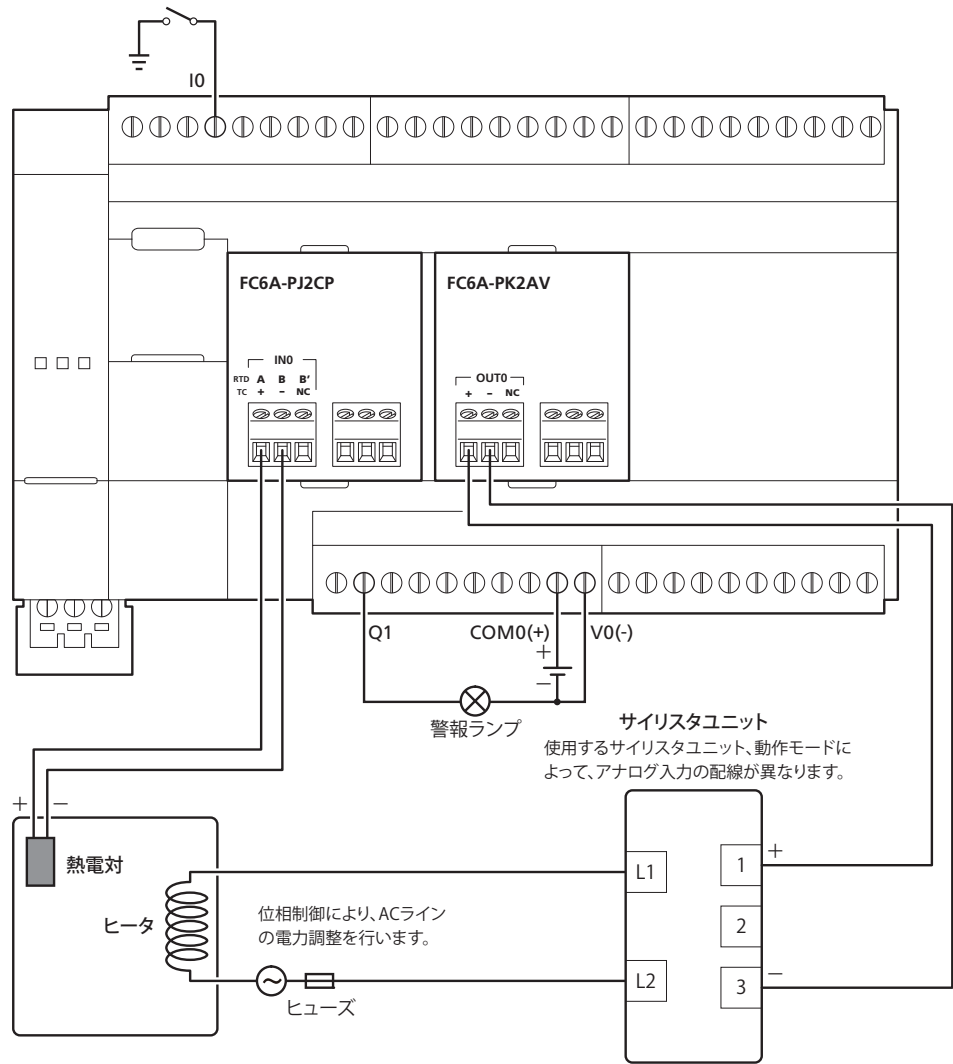 I0
FC6A-PJ2CP
FC6A-PK2AV
IN0
RTD A B B'
TC + − NC
OUT0
+ − NC
Q1
COM0(+)
V0(-)
+
−
警報ランプ
サイリスタユニット
使用するサイリスタユニット、動作モードに
よって、アナログ入力の配線が異なります。
+ −
熱電対
ヒータ
位相制御により、ACライン
の電力調整を行います。
ヒューズ
L1
L2
1
+
2
3
−